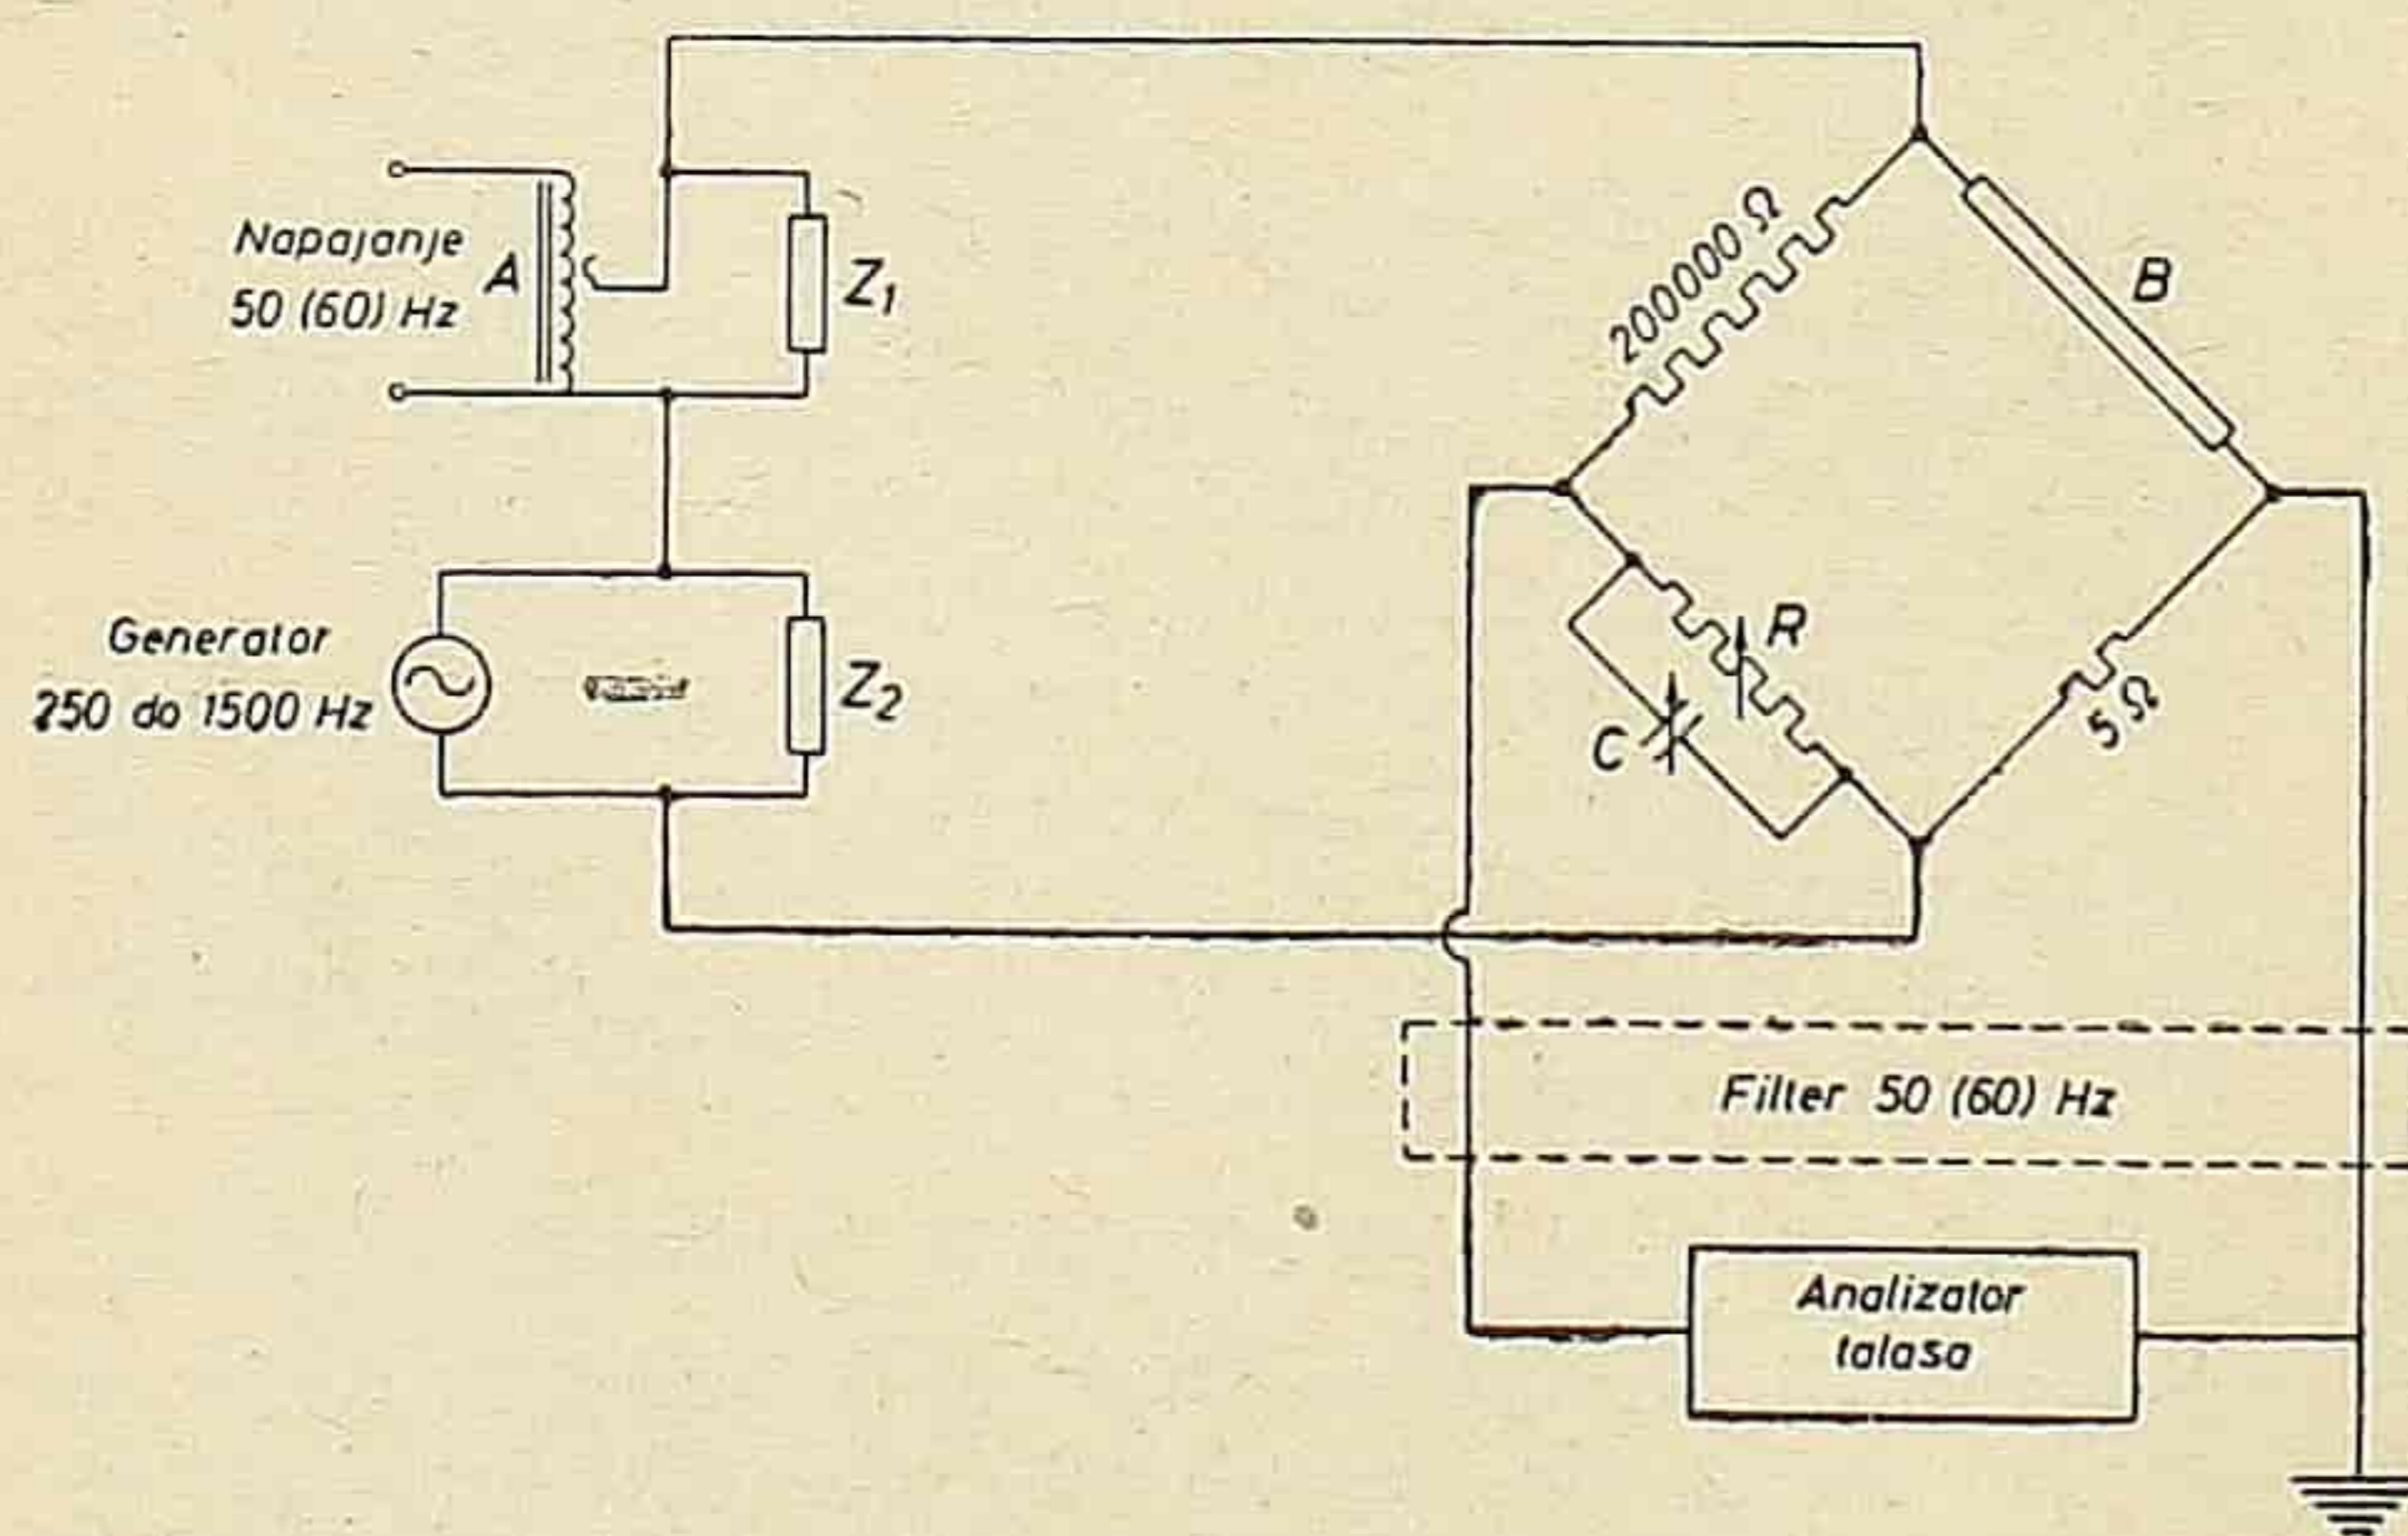 Napajanje
50 (60) Hz
A
Z1
200000 Ω
B
Generator
250 do 1500 Hz
Z2
R
C
5 Ω
Filter 50 (60) Hz
Analizator
talasa